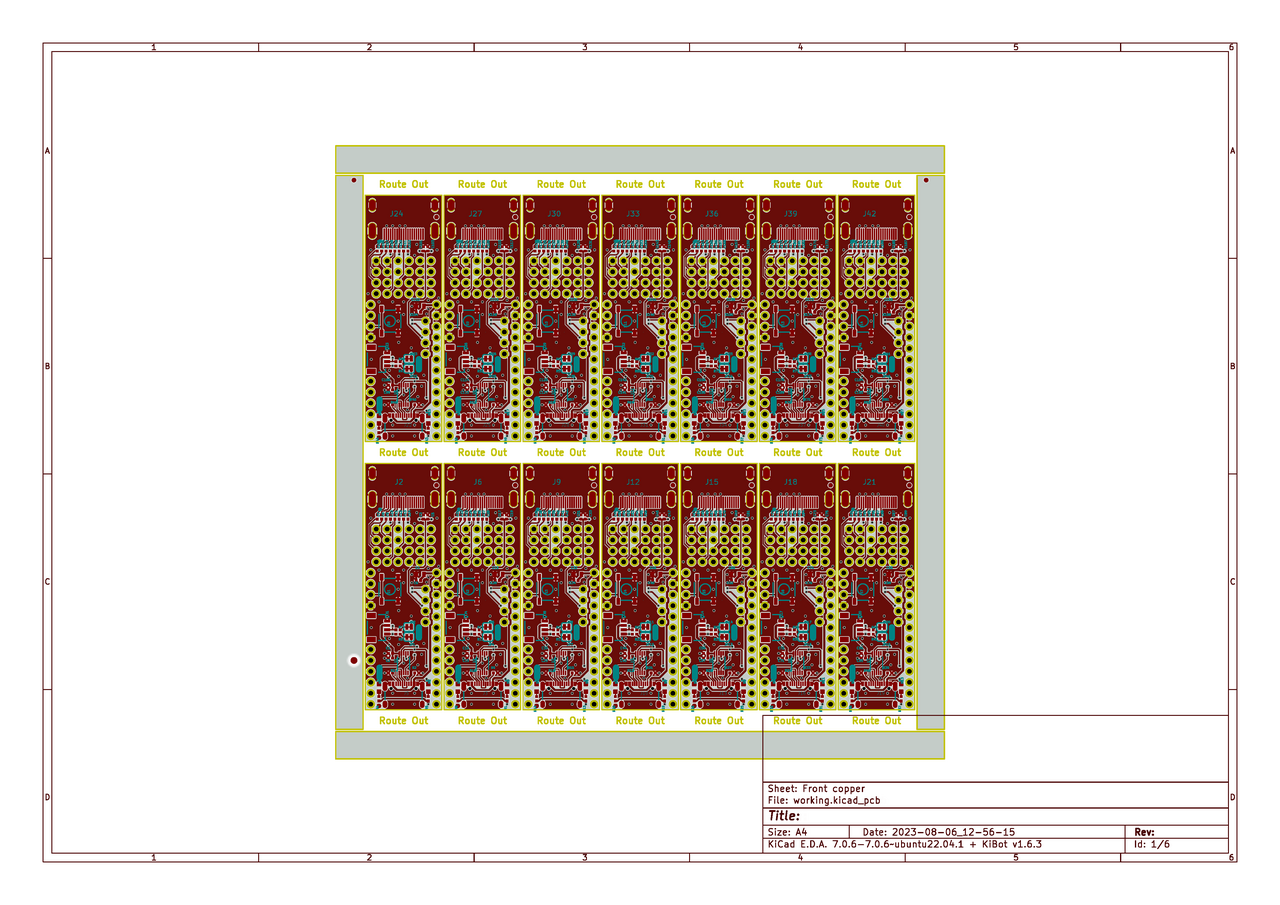 1 2 3 4 5 6
A A
Route Out Route Out Route Out Route Out Route Out Route Out Route Out
J24 J27 J30 J33 J36 J39 J42
B B
Route Out Route Out Route Out Route Out Route Out Route Out Route Out
J2 J6 J9 J12 J15 J18 J21
C C
Route Out Route Out Route Out Route Out Route Out Route Out Route Out
Sheet: Front copper
D D
File: working.kicad_pcb
Title:
Size: A4 Date: 2023-08-06_12-56-15 Rev:
KiCad E.D.A. 7.0.6-7.0.6~ubuntu22.04.1 + KiBot v1.6.3 Id: 1/6
1 2 3 4 5 6